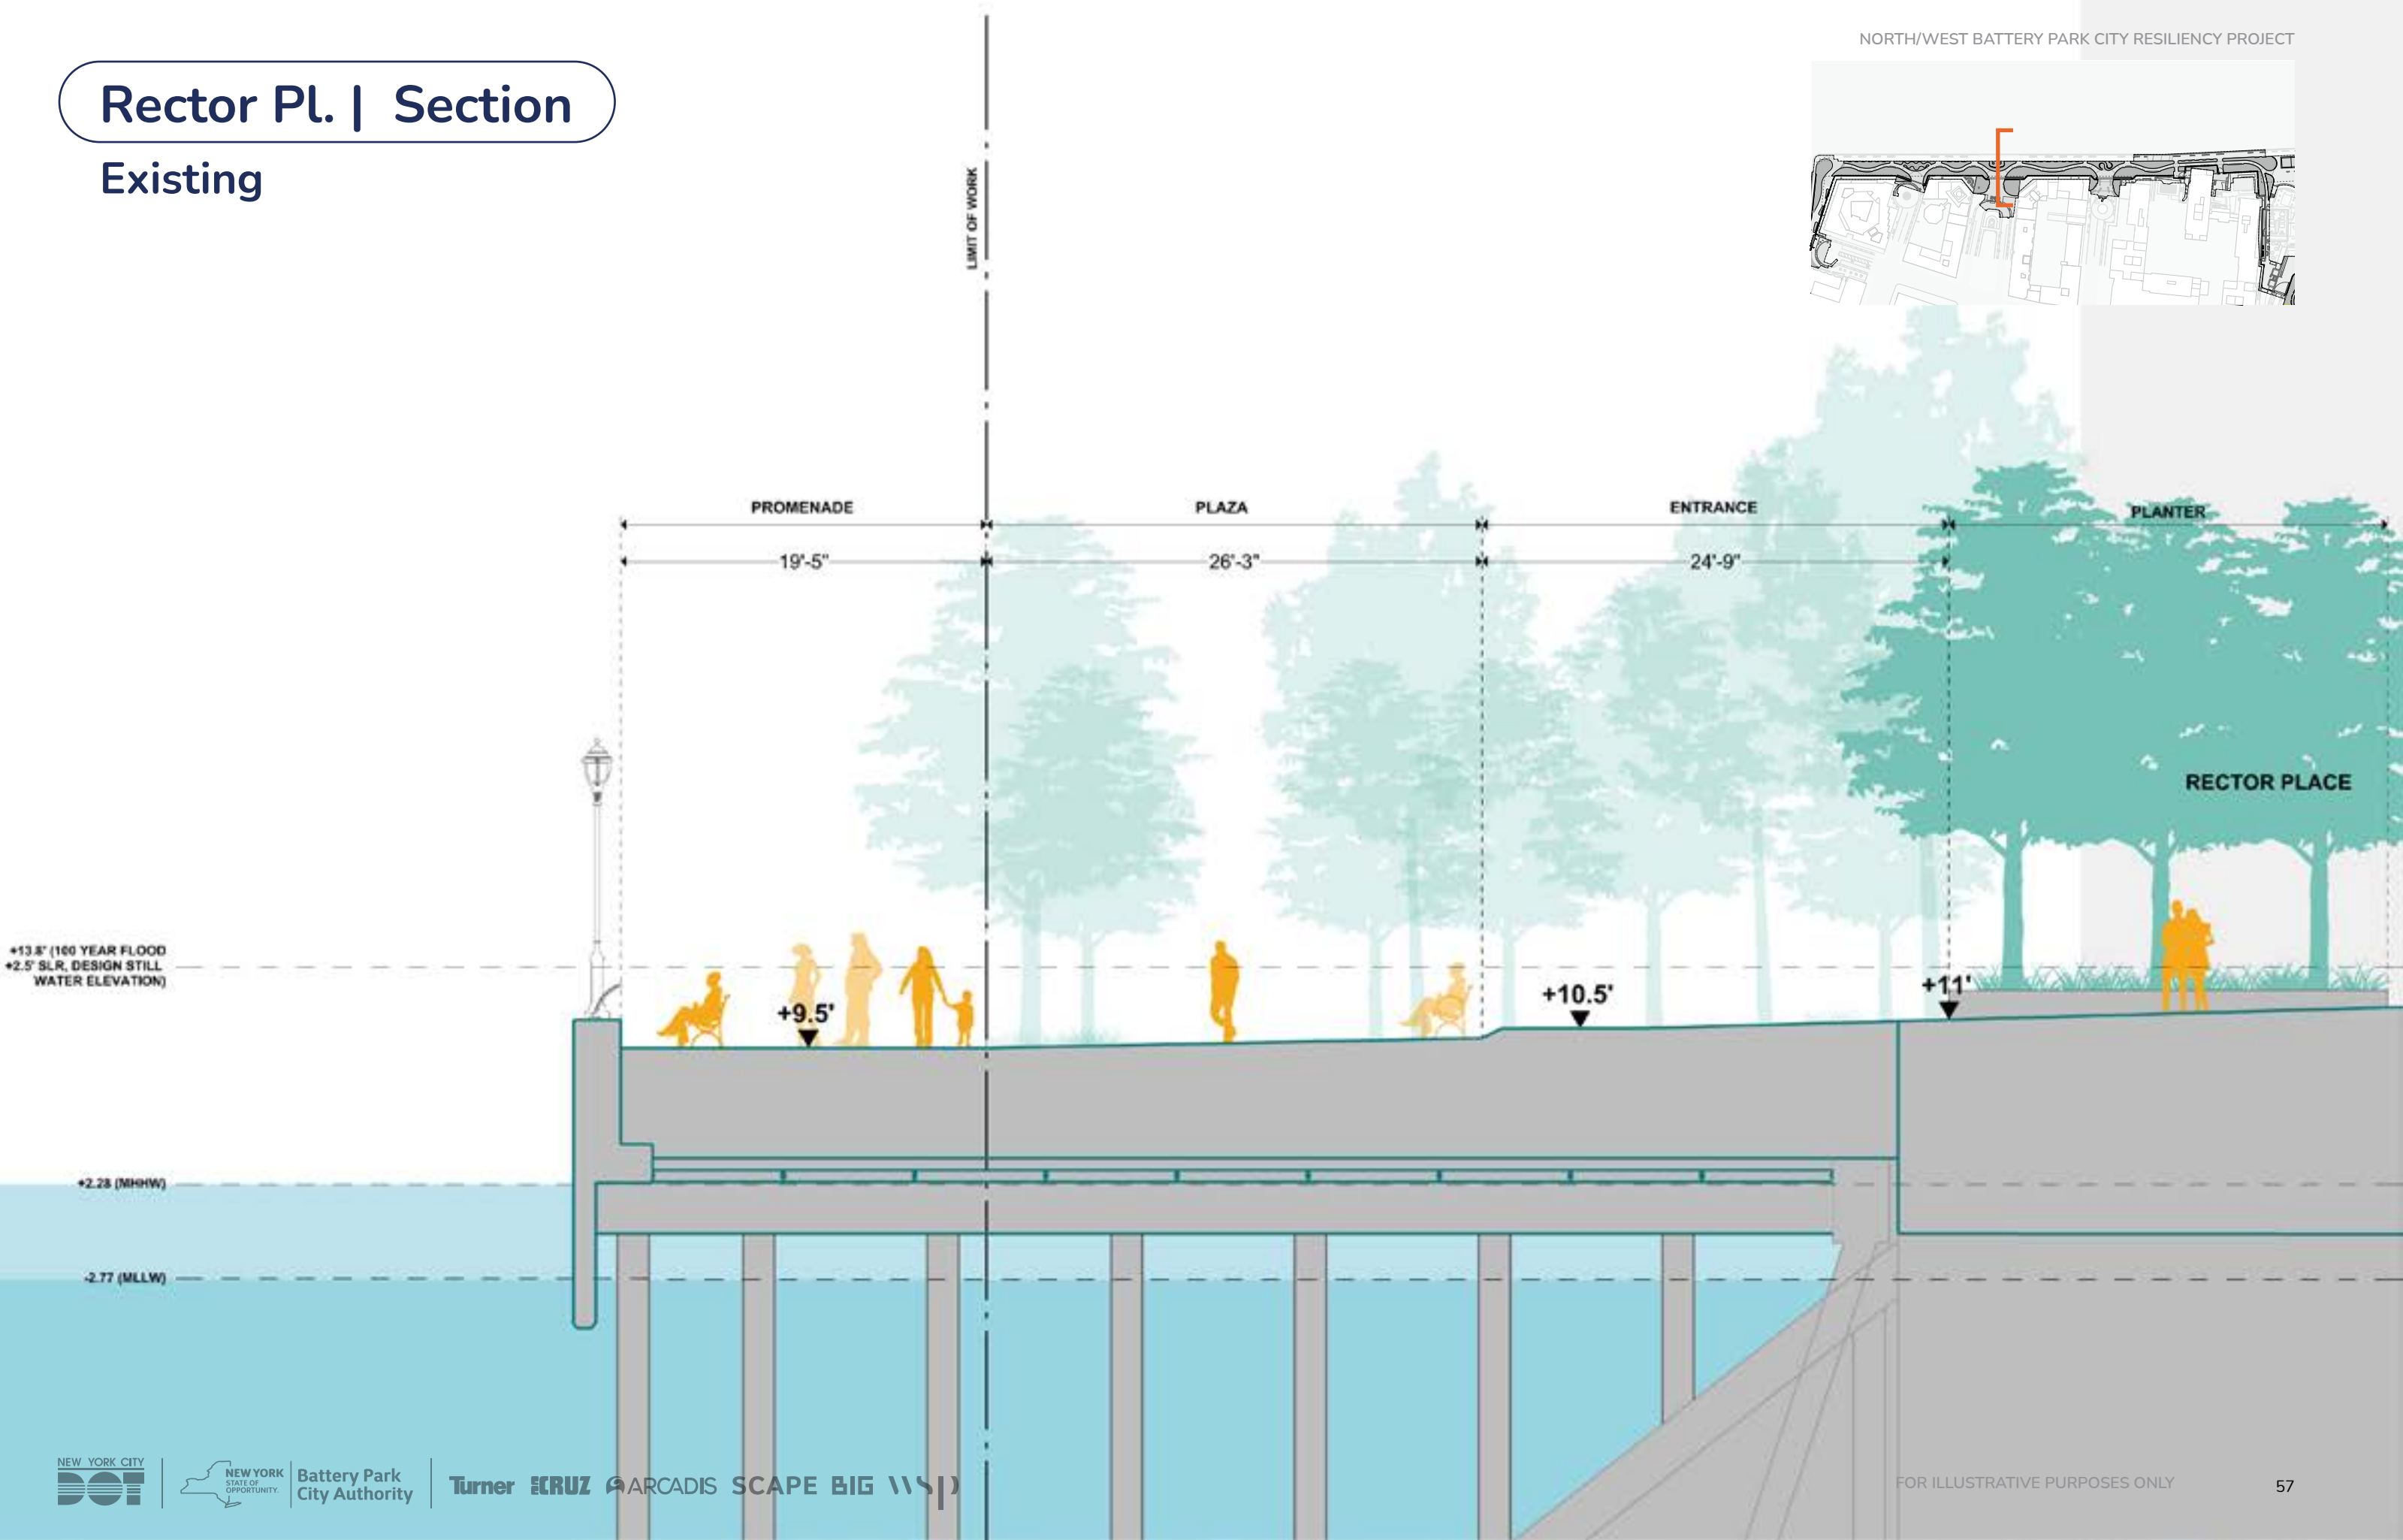 NORTH/WEST BATTERY PARK CITY RESILIENCY PROJECT
Rector Pl. | Section
Existing
LIMIT OF WORK
PROMENADE
PLAZA
ENTRANCE
PLANTER
19'-5"
26'-3"
24'-9"
RECTOR PLACE
+13.8' (100 YEAR FLOOD
+2.5' SLR, DESIGN STILL
WATER ELEVATION)
+9.5'
+10.5'
+11'
+2.28 (MHHW)
-2.77 (MLLW)
NEW YORK CITY
DOT
NEW YORK
STATE OF
OPPORTUNITY.
Battery Park
City Authority
Turner
ECRUZ
ARCADIS
SCAPE
BIG
WSP
FOR ILLUSTRATIVE PURPOSES ONLY
57